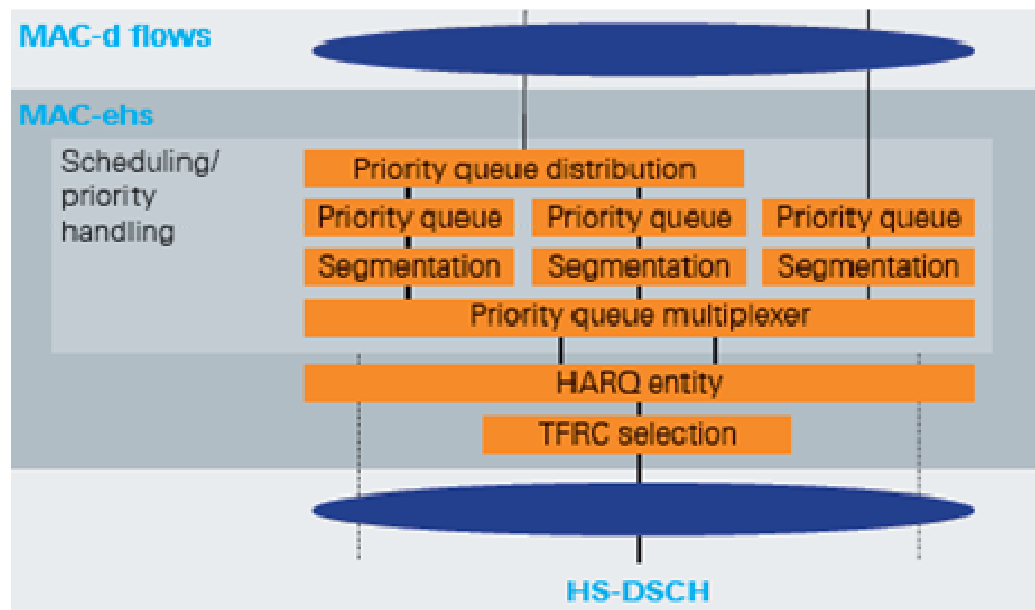 MAC-d flows
MAC-ehs
Scheduling/
priority
handling
Priority queue distribution
Priority queue
Priority queue
Priority queue
Segmentation
Segmentation
Segmentation
Priority queue multiplexer
HARQ entity
TFRC selection
HS-DSCH